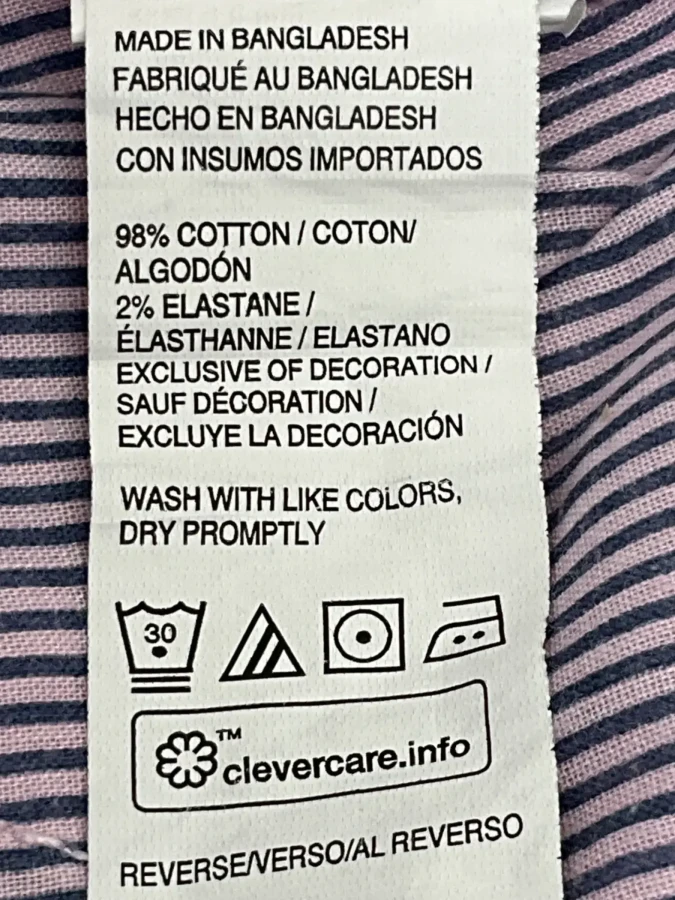 MADE IN BANGLADESH
FABRIQUÉ AU BANGLADESH
HECHO EN BANGLADESH
CON INSUMOS IMPORTADOS
98% COTTON / COTON/
ALGODÓN
2% ELASTANE /
ÉLASTHANNE / ELASTANO
EXCLUSIVE OF DECORATION /
SAUF DÉCORATION /
EXCLUYE LA DECORACIÓN
WASH WITH LIKE COLORS,
DRY PROMPTLY
30
TM
clevercare.info
REVERSE/VERSO/AL REVERSO